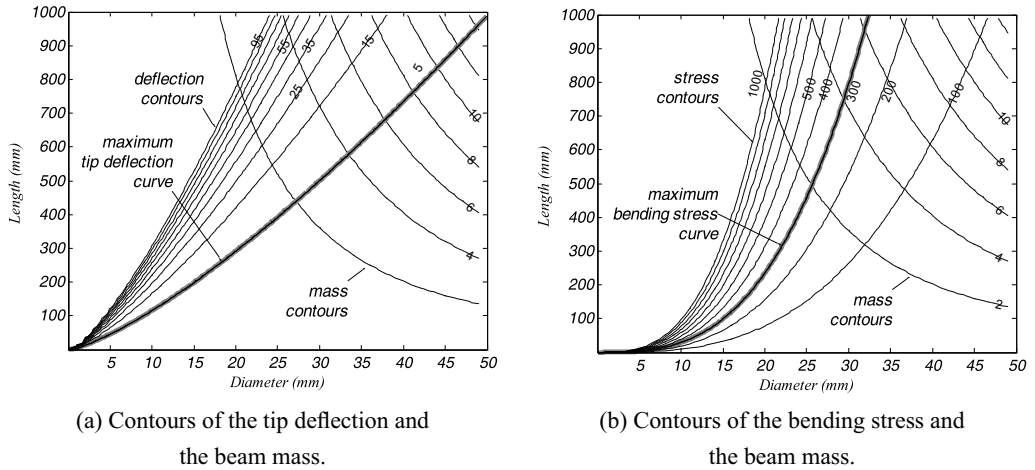 1000
900
800
700
600
500
400
300
200
100
Length (mm)
5 10 15 20 25 30 35 40 45 50
Diameter (mm)
deflection
contours
maximum
tip deflection
curve
mass
contours
95
55
35
25
15
5
10
8
6
4
(a) Contours of the tip deflection and
the beam mass.
1000
900
800
700
600
500
400
300
200
100
Length (mm)
5 10 15 20 25 30 35 40 45 50
Diameter (mm)
stress
contours
maximum
bending stress
curve
mass
contours
1000
500
400
300
200
100
10
8
6
4
2
(b) Contours of the bending stress and
the beam mass.